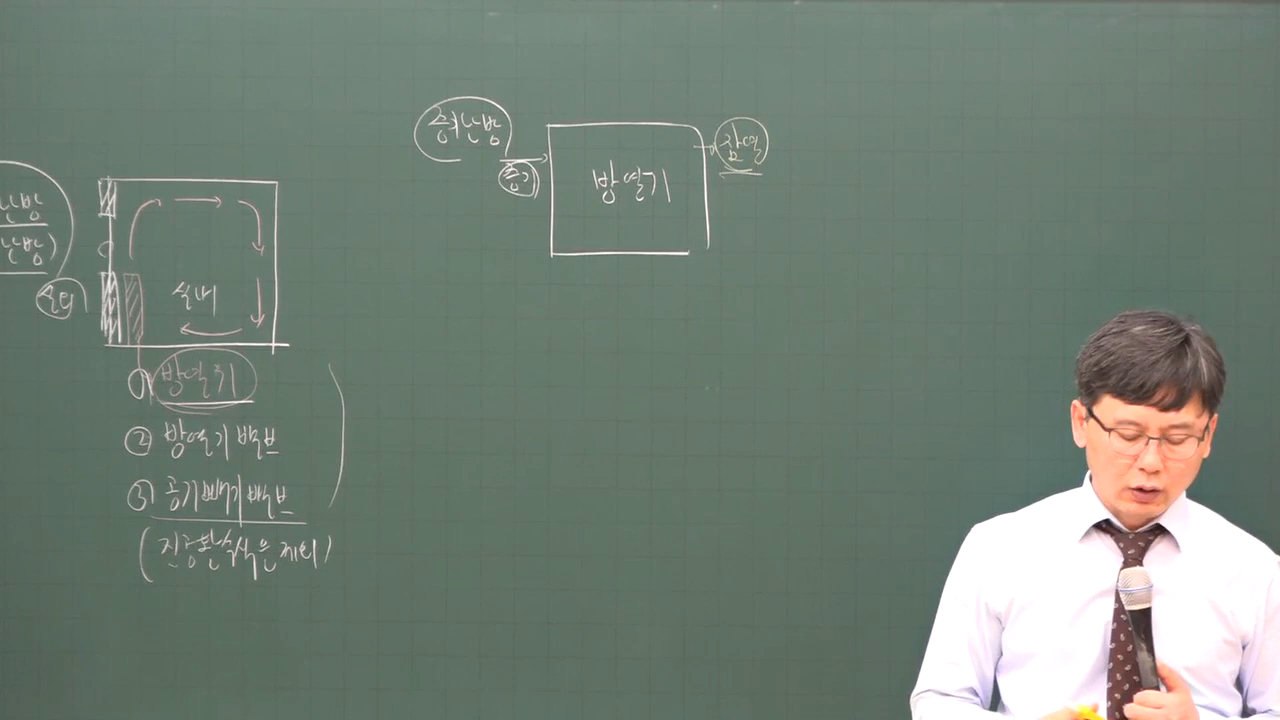 난방
난방)
실외
실내
① 방열기
② 방열기 밸브
③ 공기빼기 밸브
(진공환수식은 제외)
증기난방
증기
방열기
잠열